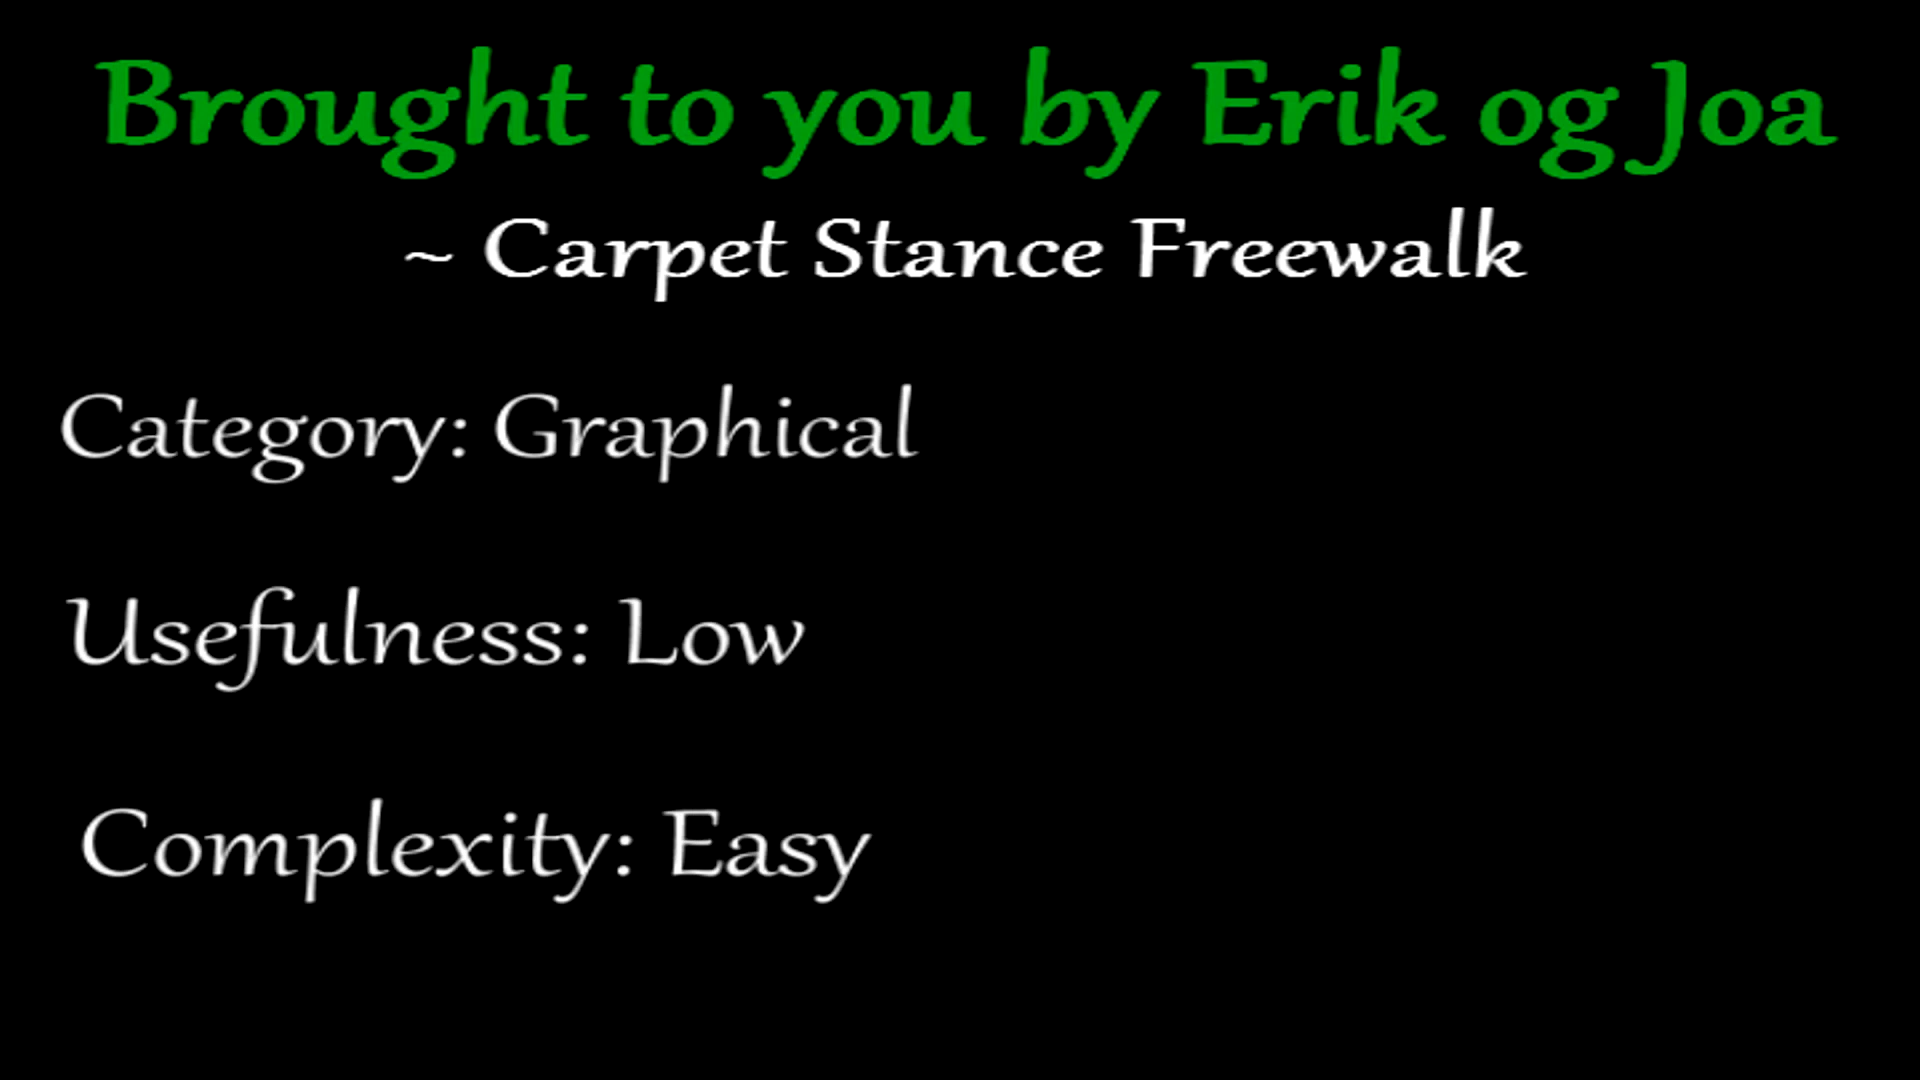 Brought to you by Erik og Joa
~ Carpet Stance Freewalk
Category: Graphical
Usefulness: Low
Complexity: Easy